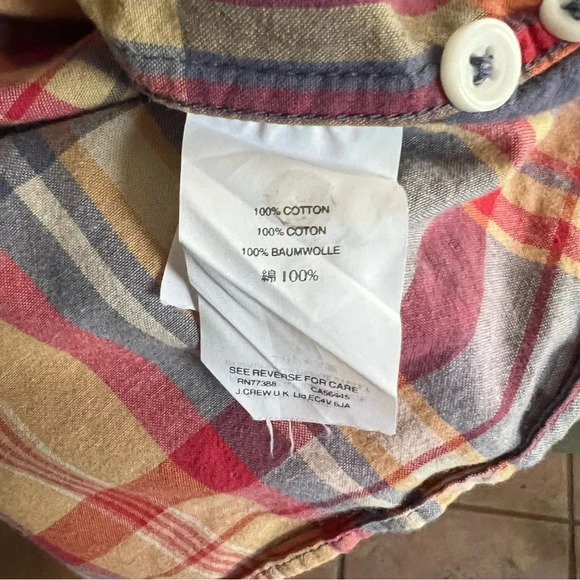 100% COTTON
100% COTON
100% BAUMWOLLE
綿 100%
SEE REVERSE FOR CARE
RN77388 CA56445
J.CREW U.K. Ltd EC4V 6JA